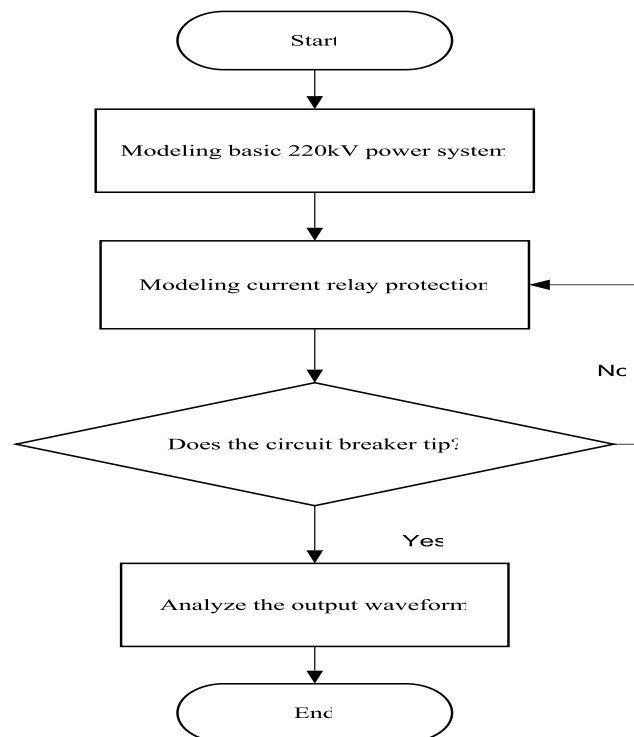 Start
Modeling basic 220kV power system
Modeling current relay protection
No
Does the circuit breaker tip?
Yes
Analyze the output waveform
End